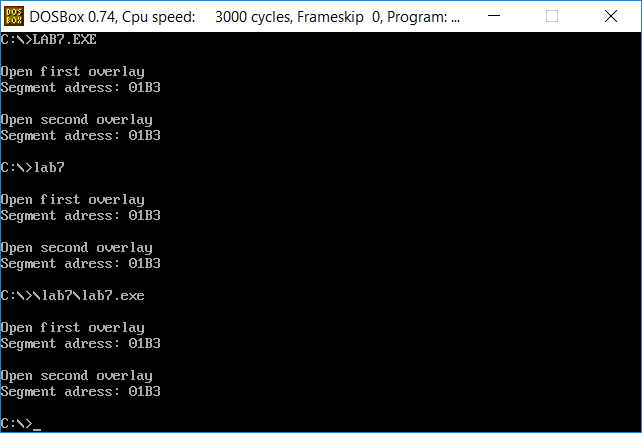 DOSBox 0.74, Cpu speed: 3000 cycles, Frameskip 0, Program: ...
C:\>LAB7.EXE
Open first overlay
Segment adress: 01B3
Open second overlay
Segment adress: 01B3
C:\>lab7
Open first overlay
Segment adress: 01B3
Open second overlay
Segment adress: 01B3
C:\>\lab7\lab7.exe
Open first overlay
Segment adress: 01B3
Open second overlay
Segment adress: 01B3
C:\>_